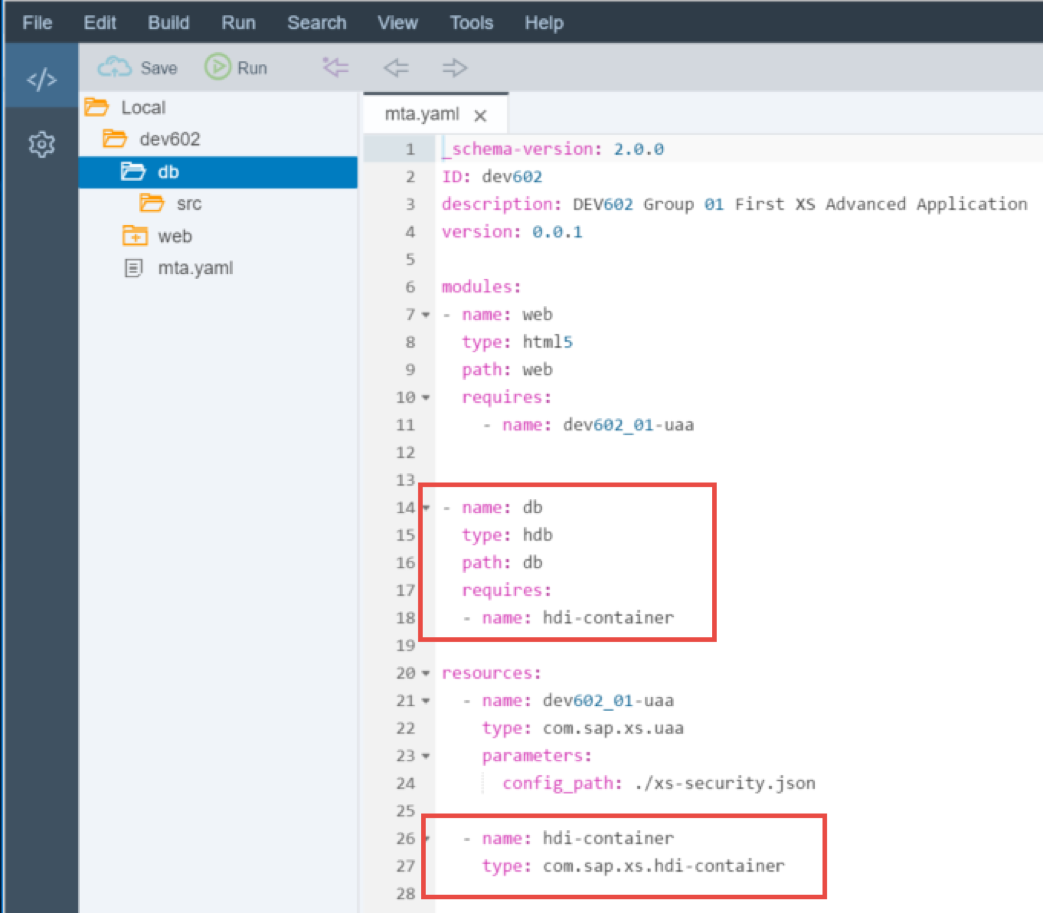 File Edit Build Run Search View Tools Help
</> Save Run
Local
dev602
db
src
web
mta.yaml
mta.yaml ×
1 _schema-version: 2.0.0
2 ID: dev602
3 description: DEV602 Group 01 First XS Advanced Application
4 version: 0.0.1
5
6 modules:
7 - name: web
8 type: html5
9 path: web
10 requires:
11 - name: dev602_01-uaa
12
13
14 - name: db
15 type: hdb
16 path: db
17 requires:
18 - name: hdi-container
19
20 resources:
21 - name: dev602_01-uaa
22 type: com.sap.xs.uaa
23 parameters:
24 config_path: ./xs-security.json
25
26 - name: hdi-container
27 type: com.sap.xs.hdi-container
28